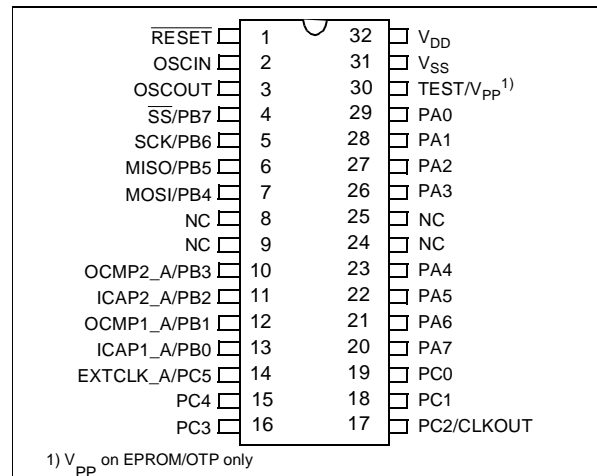 RESET 1 32 VDD
OSCIN 2 31 VSS
OSCOUT 3 30 TEST/VPP1)
SS/PB7 4 29 PA0
SCK/PB6 5 28 PA1
MISO/PB5 6 27 PA2
MOSI/PB4 7 26 PA3
NC 8 25 NC
NC 9 24 NC
OCMP2_A/PB3 10 23 PA4
ICAP2_A/PB2 11 22 PA5
OCMP1_A/PB1 12 21 PA6
ICAP1_A/PB0 13 20 PA7
EXTCLK_A/PC5 14 19 PC0
PC4 15 18 PC1
PC3 16 17 PC2/CLKOUT
1) VPP on EPROM/OTP only